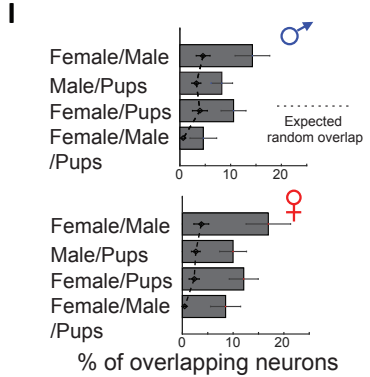 I
Female/Male
Male/Pups
Female/Pups
Female/Male
/Pups
0 10 20
Expected
random overlap
Female/Male
Male/Pups
Female/Pups
Female/Male
/Pups
0 10 20
% of overlapping neurons